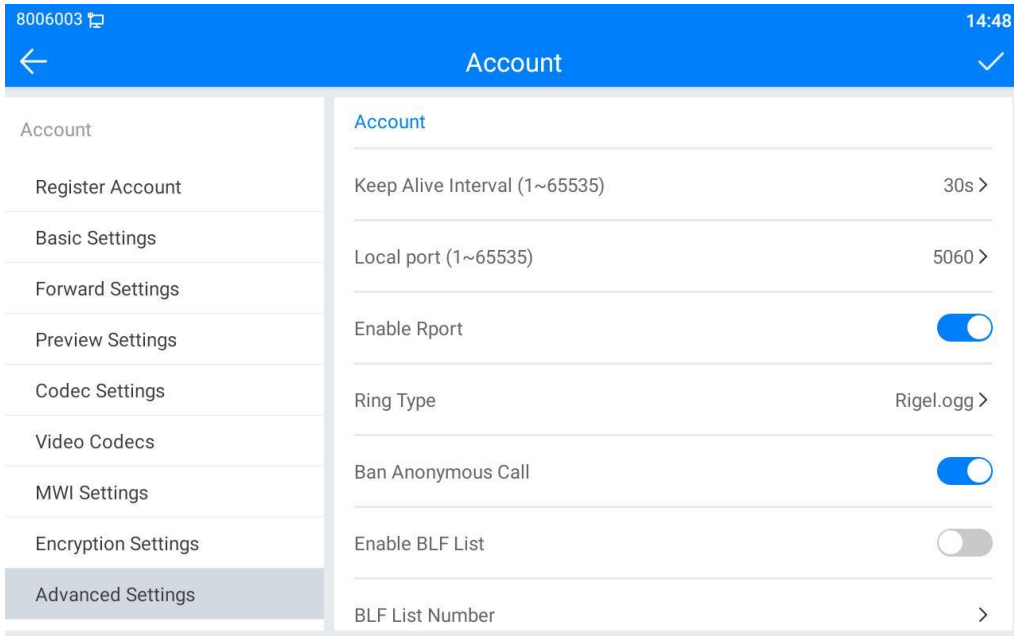 8006003
14:48
Account
Account
Register Account
Basic Settings
Forward Settings
Preview Settings
Codec Settings
Video Codecs
MWI Settings
Encryption Settings
Advanced Settings
Account
Keep Alive Interval (1~65535)
30s
Local port (1~65535)
5060
Enable Rport
Ring Type
Rigel.ogg
Ban Anonymous Call
Enable BLF List
BLF List Number